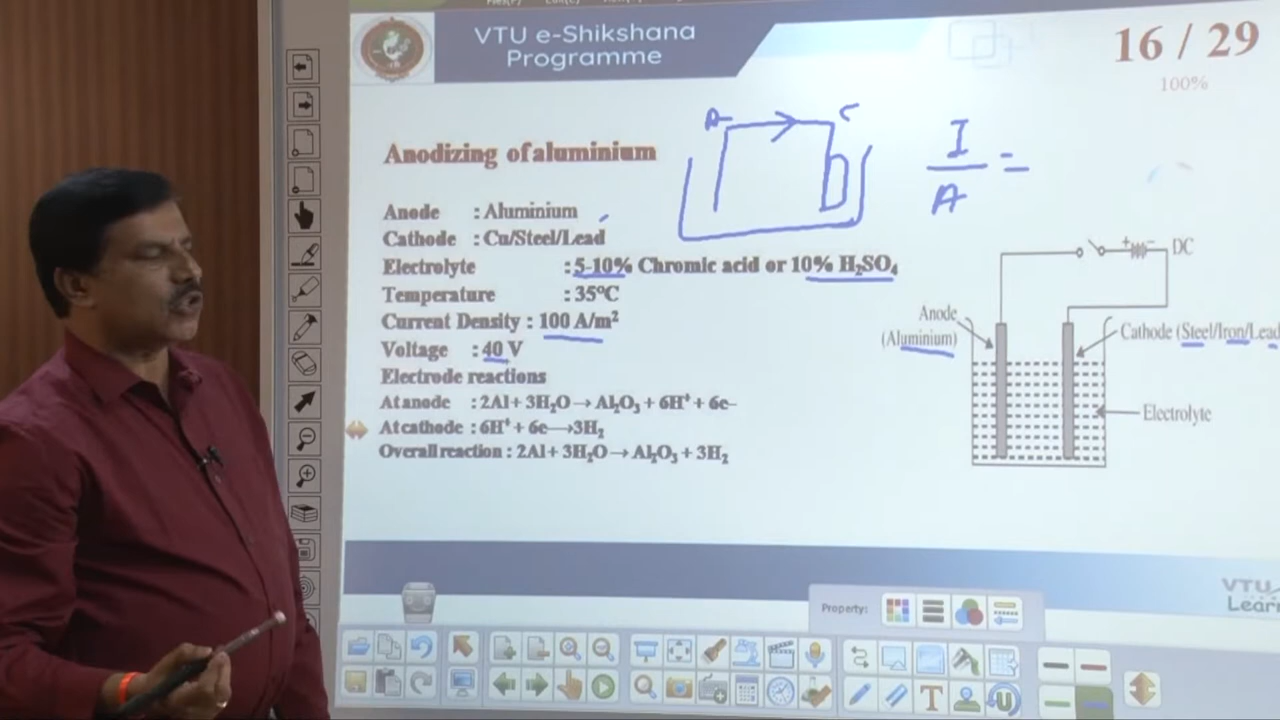 VTU e-Shikshana
Programme
16 / 29
100%
A
C
I
A
=
Anodizing of aluminium
Anode : Aluminium
Cathode : Cu/Steel/Lead
Electrolyte : 5-10% Chromic acid or 10% H₂SO₄
Temperature : 35°C
Current Density : 100 A/m²
Voltage : 40 V
Electrode reactions
At anode : 2Al + 3H₂O → Al₂O₃ + 6H⁺ + 6e-
At cathode : 6H⁺ + 6e- →3H₂
Overall reaction : 2Al + 3H₂O → Al₂O₃ + 3H₂
+
-
DC
Anode
(Aluminium)
Cathode (Steel/Iron/Lead
Electrolyte
VTU
Learn
Property:
T